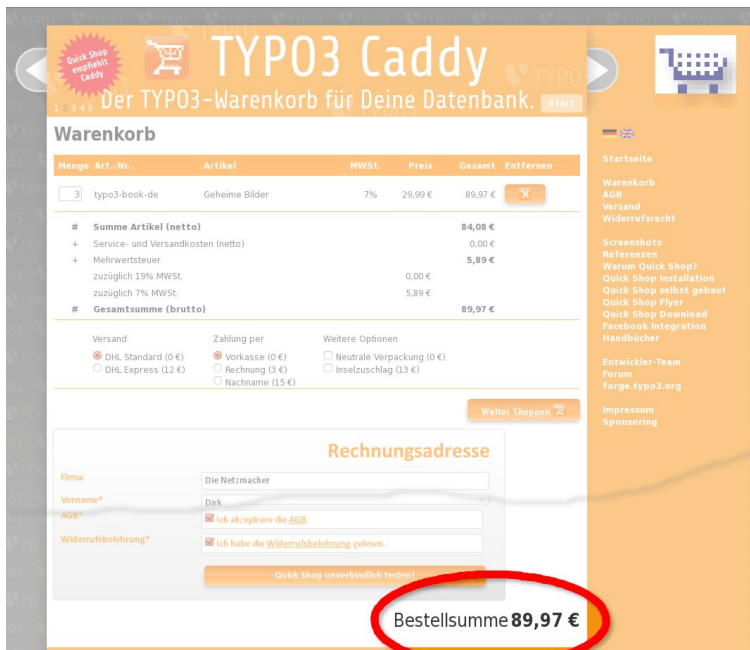 Quick Shop
empfiehlt
Caddy
TYPO3 Caddy
1 2 3 4 5
Der TYPO3-Warenkorb für Deine Datenbank.
Start
Warenkorb
Menge Art.-Nr. Artikel MWSt. Preis Gesamt Entfernen
3 typo3-book-de Geheime Bilder 7% 29,99 € 89,97 €
# Summe Artikel (netto) 84,08 €
+ Service- und Versandkosten (netto) 0,00 €
+ Mehrwertsteuer 5,89 €
zuzüglich 19% MWSt. 0,00 €
zuzüglich 7% MWSt. 5,89 €
# Gesamtsumme (brutto) 89,97 €
Versand Zahlung per Weitere Optionen
DHL Standard (0 €) Vorkasse (0 €) Neutrale Verpackung (0 €)
DHL Express (12 €) Rechnung (3 €) Inselzuschlag (13 €)
Nachname (15 €)
Weiter Shoppen
Rechnungsadresse
Firma Die Netzmacher
Vorname* Dirk
AGB* Ich akzeptrere die AGB.
Widerrufsbelehrung* Ich habe die Widerrufsbelehrung gelesen.
Quick Shop unverbindlich testen!
Bestellsumme 89,97 €
Startseite
Warenkorb
AGB
Versand
Widerrufsrecht
Screenshots
Referenzen
Warum Quick Shop?
Quick Shop Installation
Quick Shop selbst gebaut
Quick Shop Flyer
Quick Shop Download
Facebook Integration
Handbücher
Entwickler-Team
Forum
forge.typo3.org
Impressum
Sponsoring